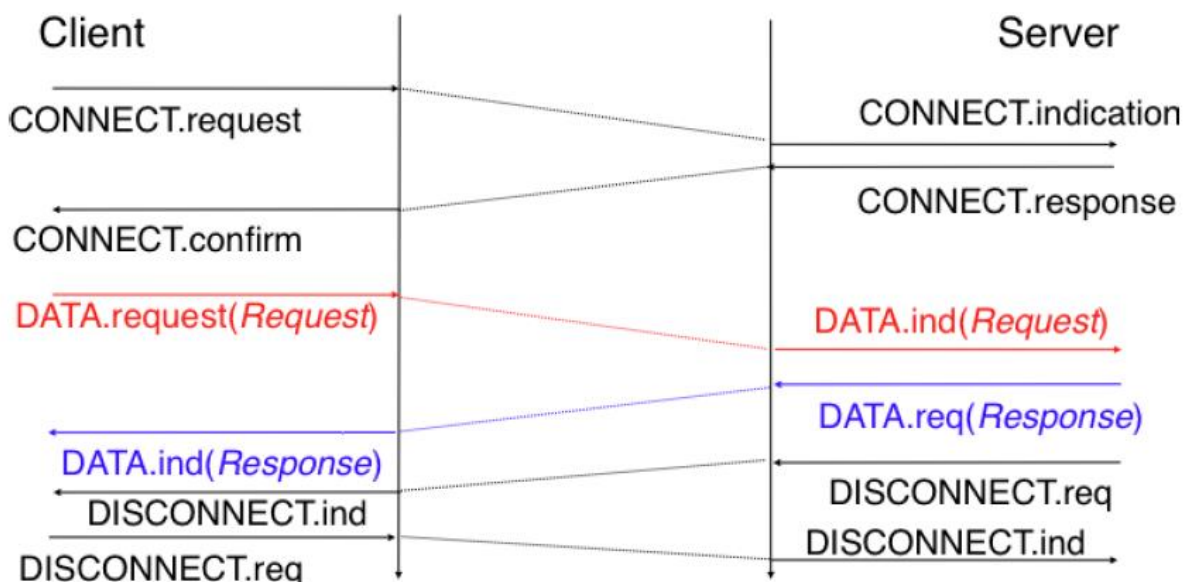 Client
Server
CONNECT.request
CONNECT.indication
CONNECT.response
CONNECT.confirm
DATA.request(Request)
DATA.ind(Request)
DATA.req(Response)
DATA.ind(Response)
DISCONNECT.req
DISCONNECT.ind
DISCONNECT.ind
DISCONNECT.req